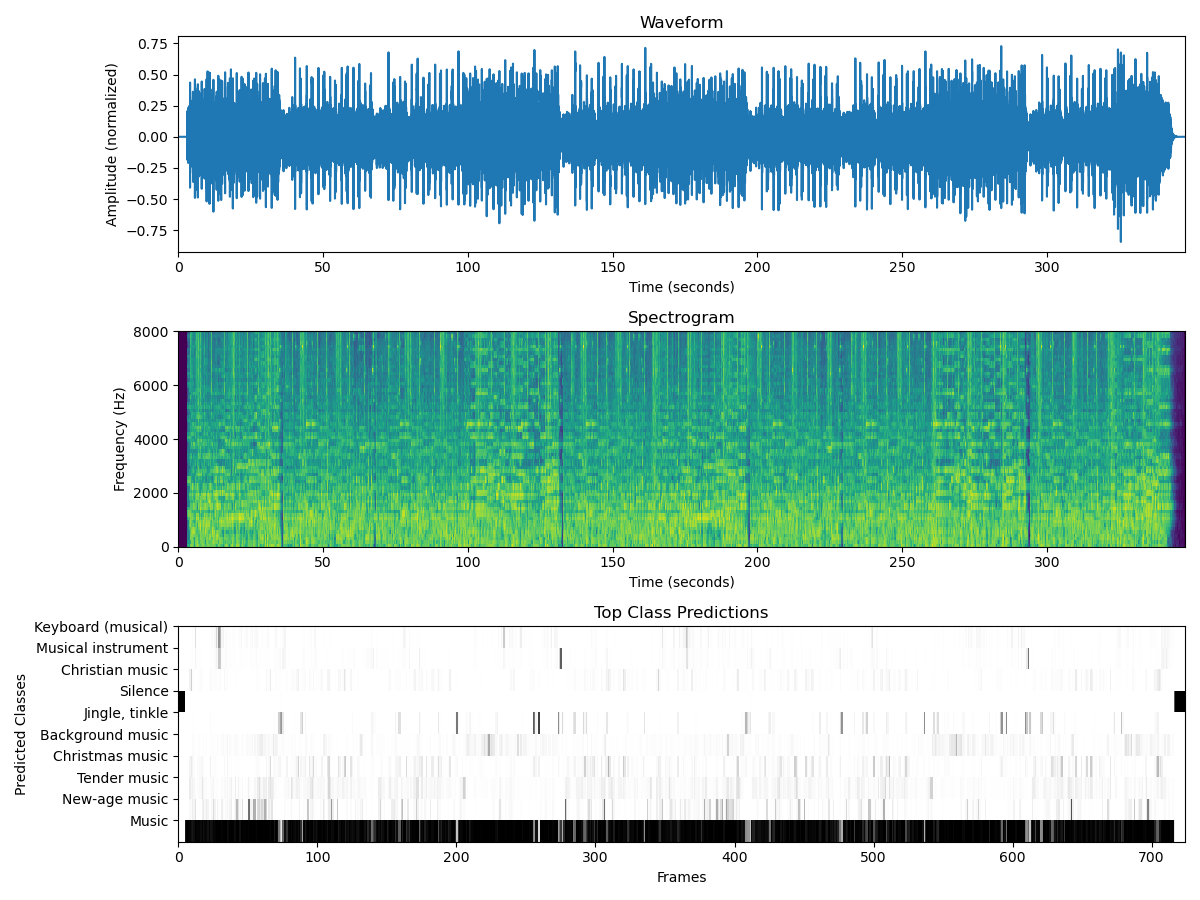 Waveform
Amplitude (normalized)
0.75
0.50
0.25
0.00
−0.25
−0.50
−0.75
0 50 100 150 200 250 300
Time (seconds)
Spectrogram
Frequency (Hz)
8000
6000
4000
2000
0
0 50 100 150 200 250 300
Time (seconds)
Top Class Predictions
Predicted Classes
Keyboard (musical)
Musical instrument
Christian music
Silence
Jingle, tinkle
Background music
Christmas music
Tender music
New-age music
Music
0 100 200 300 400 500 600 700
Frames